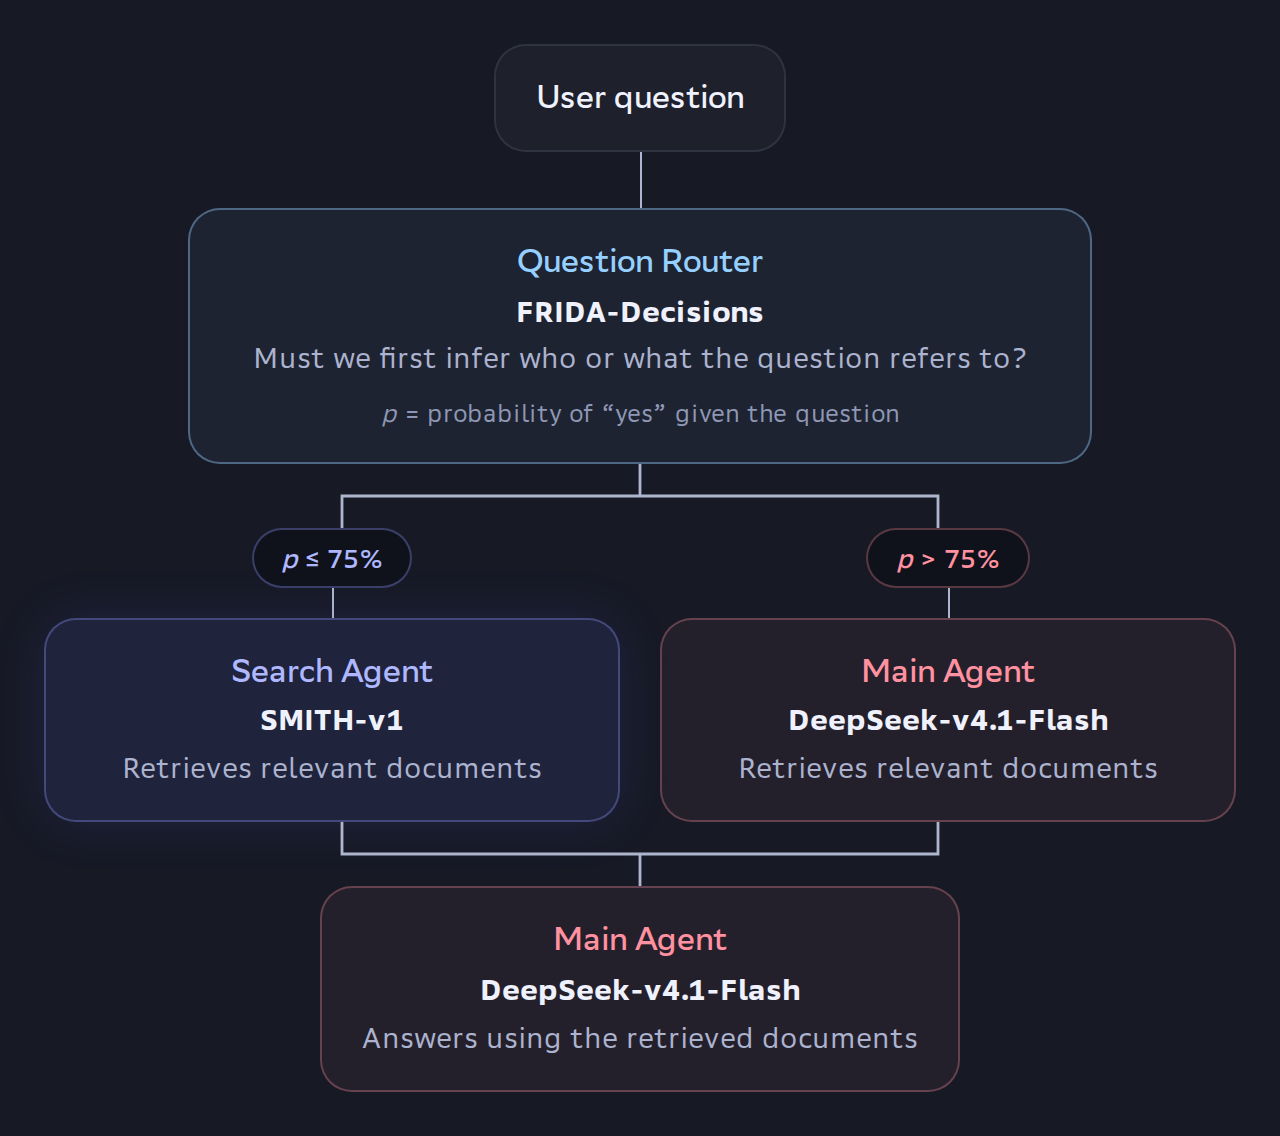 User question
Question Router
FRIDA-Decisions
Must we first infer who or what the question refers to?
p = probability of “yes” given the question
p ≤ 75%
p > 75%
Search Agent
SMITH-v1
Retrieves relevant documents
Main Agent
DeepSeek-v4.1-Flash
Retrieves relevant documents
Main Agent
DeepSeek-v4.1-Flash
Answers using the retrieved documents